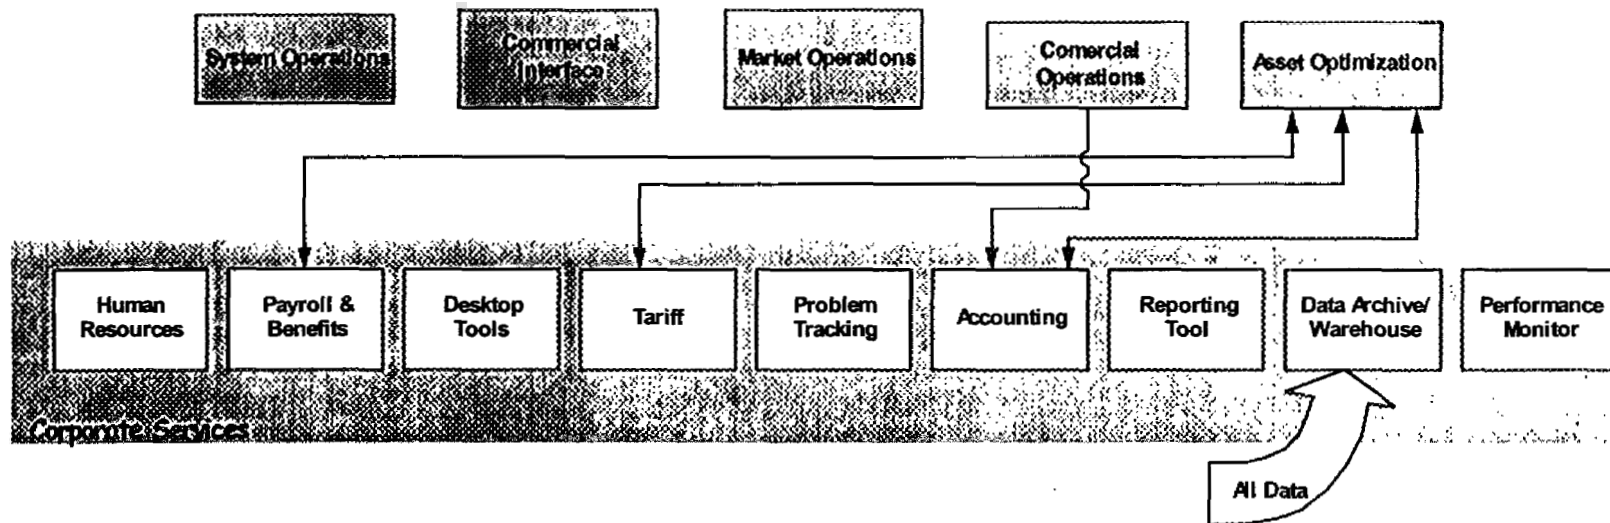 System Operations
Commercial
Interface
Market Operations
Comercial
Operations
Asset Optimization
Human
Resources
Payroll &
Benefits
Desktop
Tools
Tariff
Problem
Tracking
Accounting
Reporting
Tool
Data Archive/
Warehouse
Performance
Monitor
Corporate Services
All Data